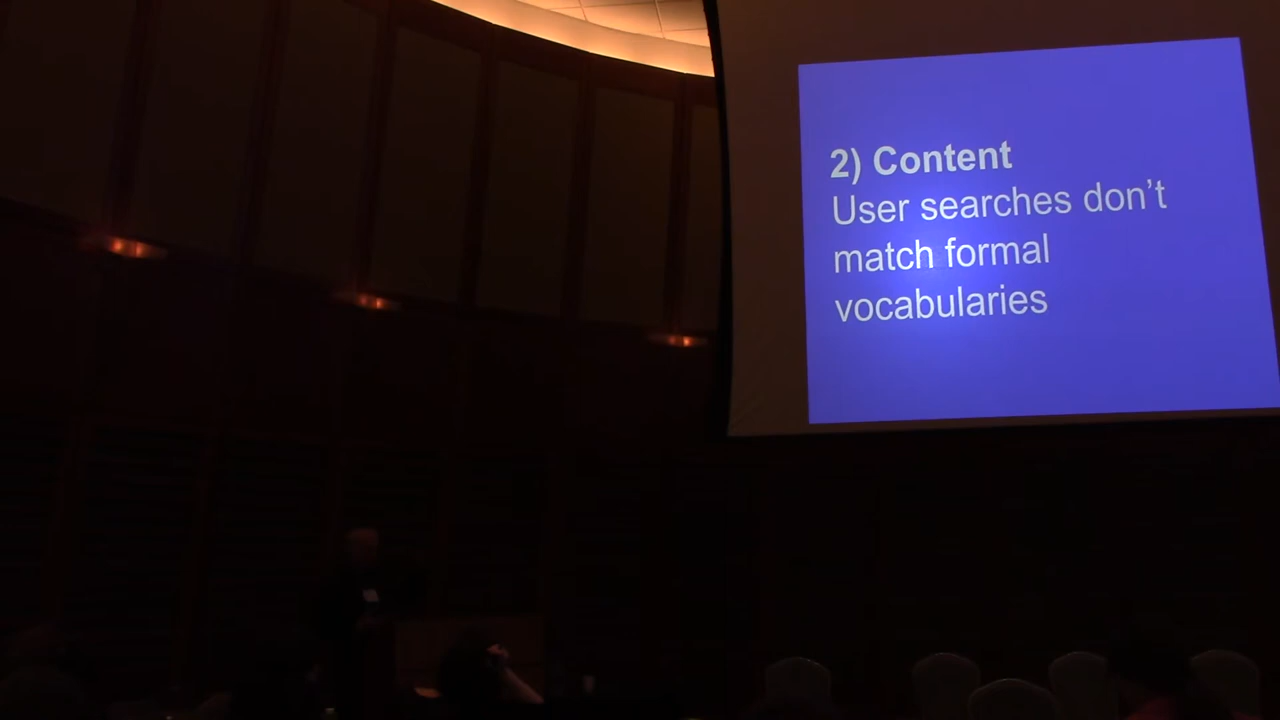 2) Content
User searches don’t
match formal
vocabularies